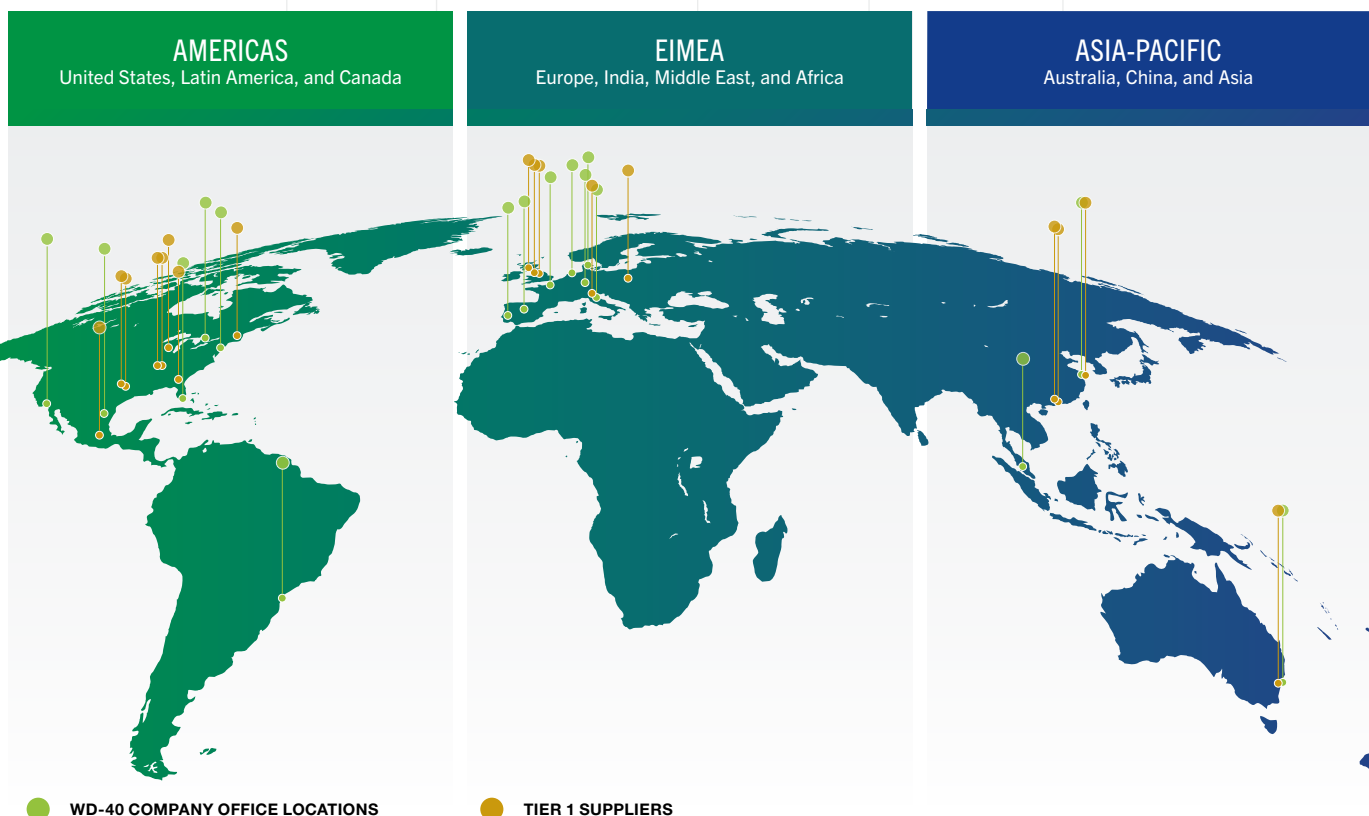 AMERICAS
United States, Latin America, and Canada
EIMEA
Europe, India, Middle East, and Africa
ASIA-PACIFIC
Australia, China, and Asia
WD-40 COMPANY OFFICE LOCATIONS
TIER 1 SUPPLIERS